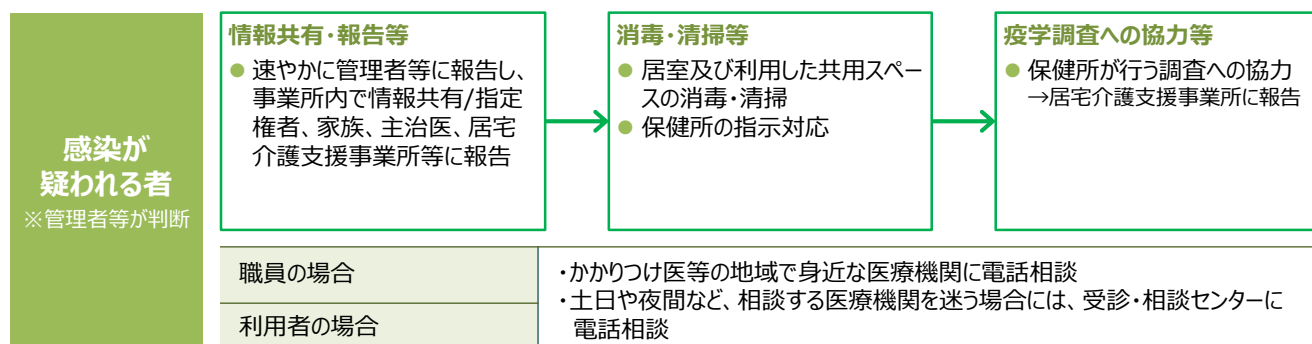 感染が
疑われる者
※管理者等が判断
情報共有・報告等
● 速やかに管理者等に報告し、
事業所内で情報共有/指定
権者、家族、主治医、居宅
介護支援事業所等に報告
消毒・清掃等
● 居室及び利用した共用スペー
スの消毒・清掃
● 保健所の指示対応
疫学調査への協力等
● 保健所が行う調査への協力
→居宅介護支援事業所に報告
職員の場合
利用者の場合
・かかりつけ医等の地域で身近な医療機関に電話相談
・土日や夜間など、相談する医療機関を迷う場合には、受診・相談センターに
電話相談